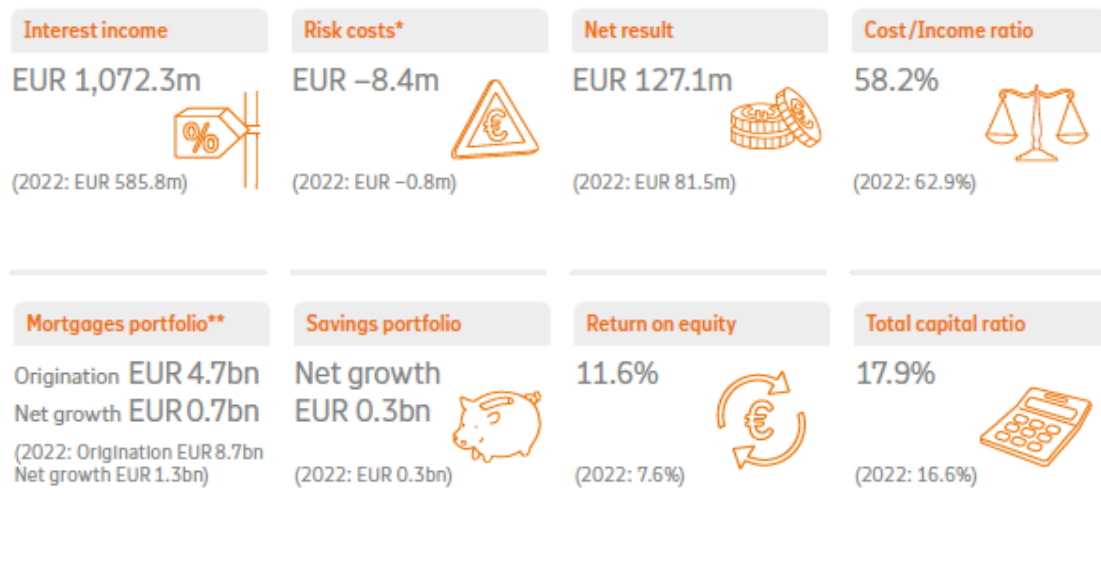 Interest income
EUR 1,072.3m
%
(2022: EUR 585.8m)
Risk costs*
EUR –8.4m
€
(2022: EUR –0.8m)
Net result
EUR 127.1m
€
(2022: EUR 81.5m)
Cost/Income ratio
58.2%
(2022: 62.9%)
Mortgages portfolio**
Origination EUR 4.7bn
Net growth EUR 0.7bn
(2022: Origination EUR 8.7bn
Net growth EUR 1.3bn)
Savings portfolio
Net growth
EUR 0.3bn
(2022: EUR 0.3bn)
Return on equity
11.6%
€
(2022: 7.6%)
Total capital ratio
17.9%
(2022: 16.6%)